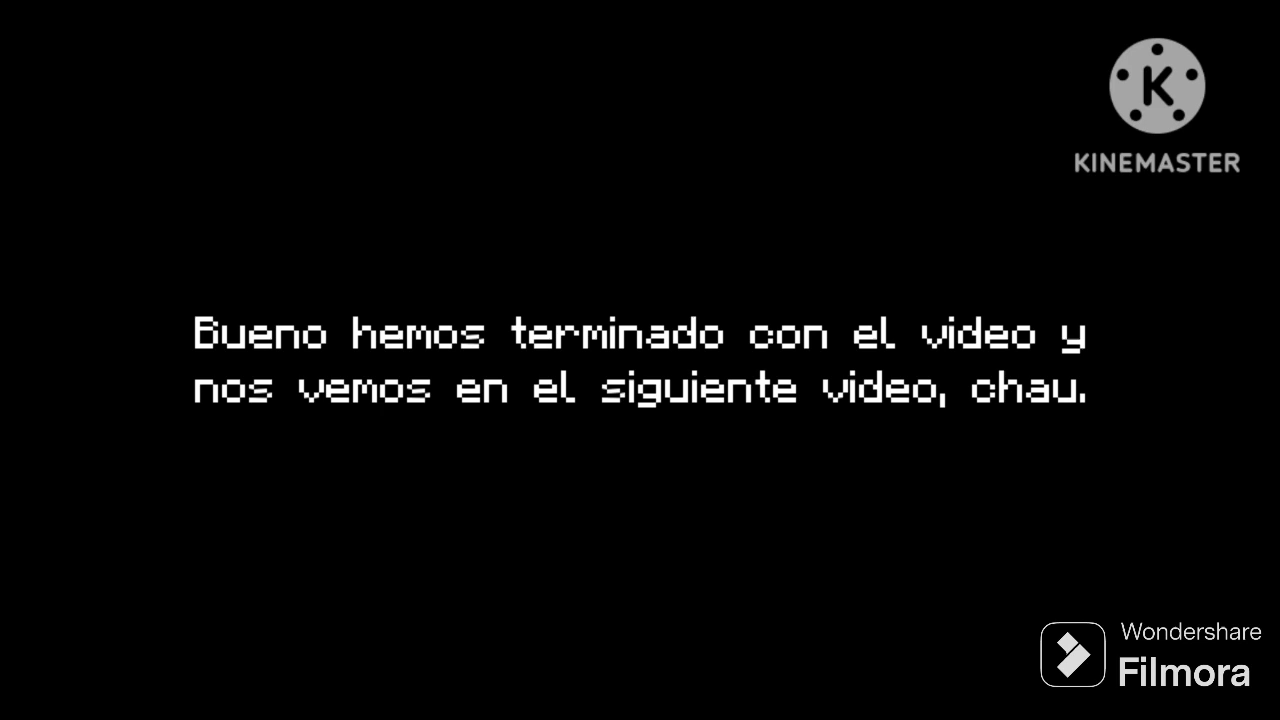 K
KINEMASTER
Bueno hemos terminado con el video y
nos vemos en el siguiente video, chau.
Wondershare
Filmora